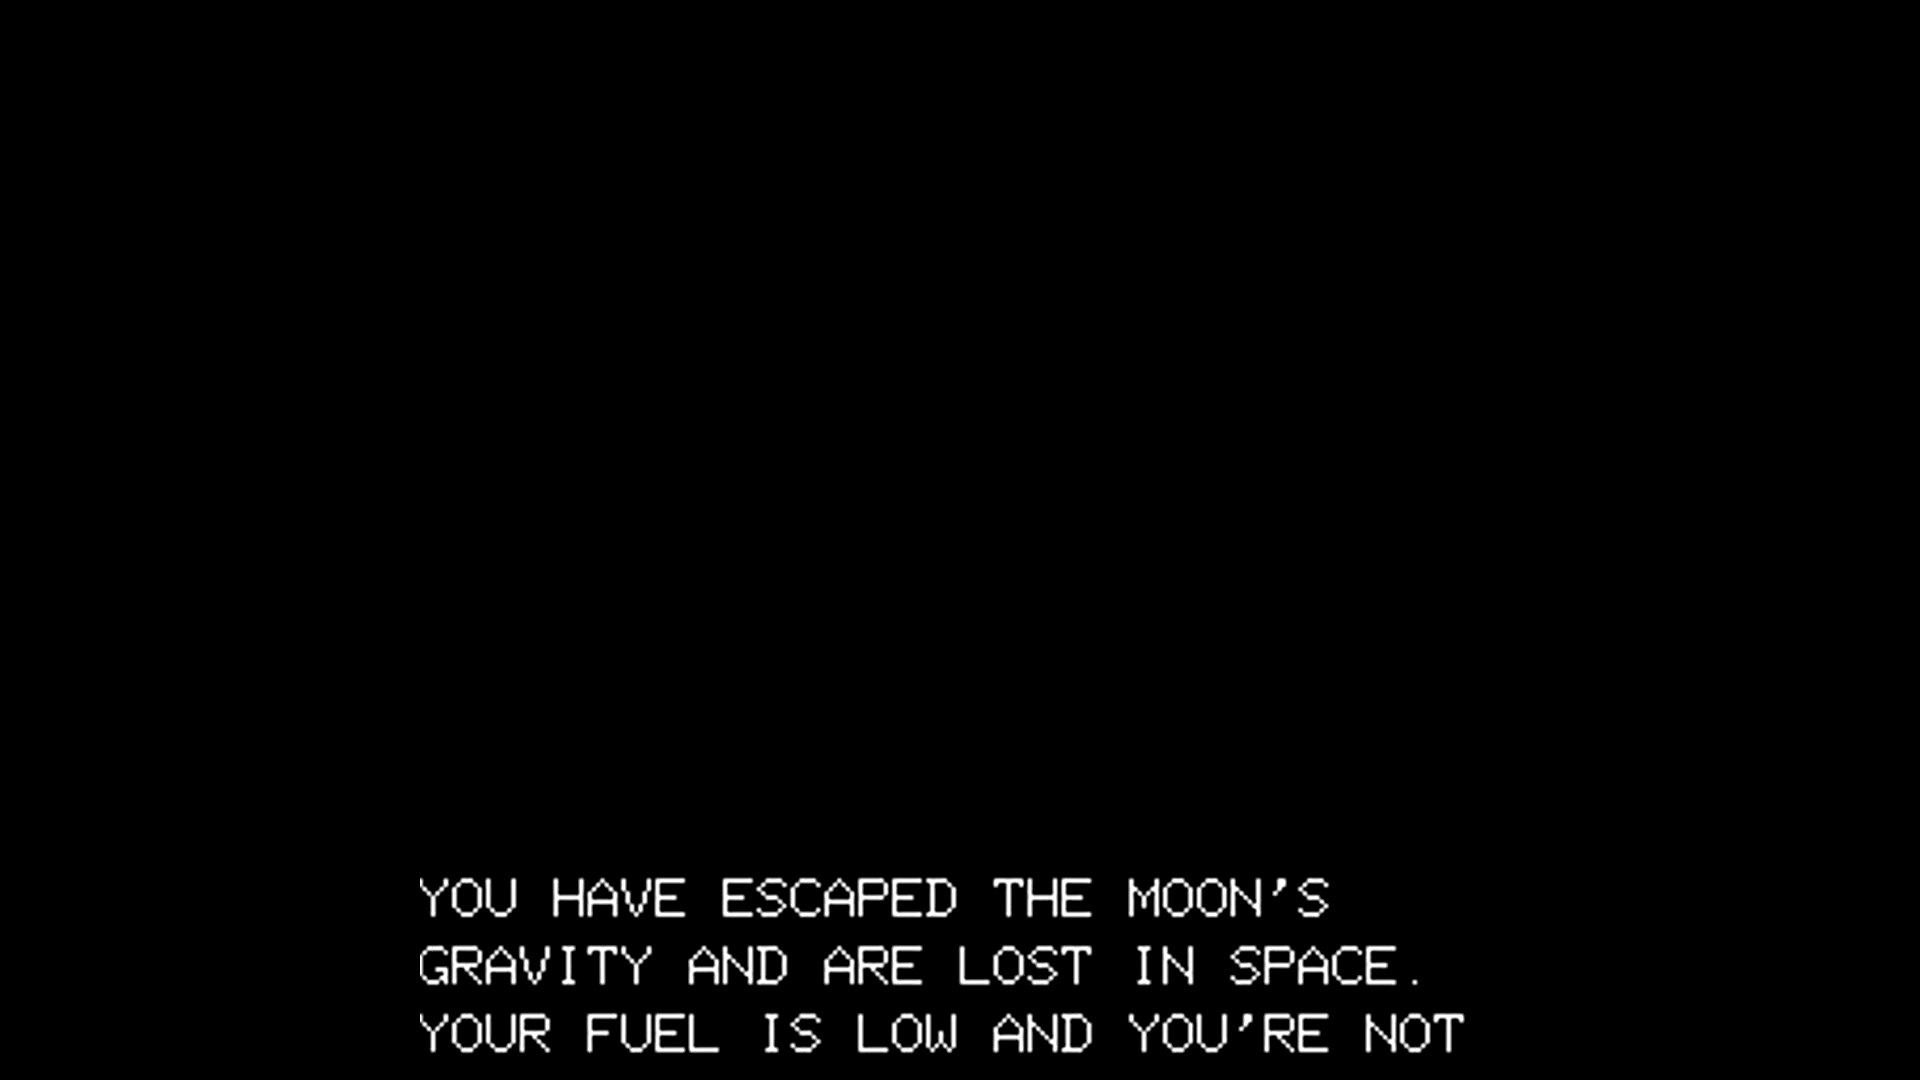 YOU HAVE ESCAPED THE MOON'S
GRAVITY AND ARE LOST IN SPACE.
YOUR FUEL IS LOW AND YOU'RE NOT